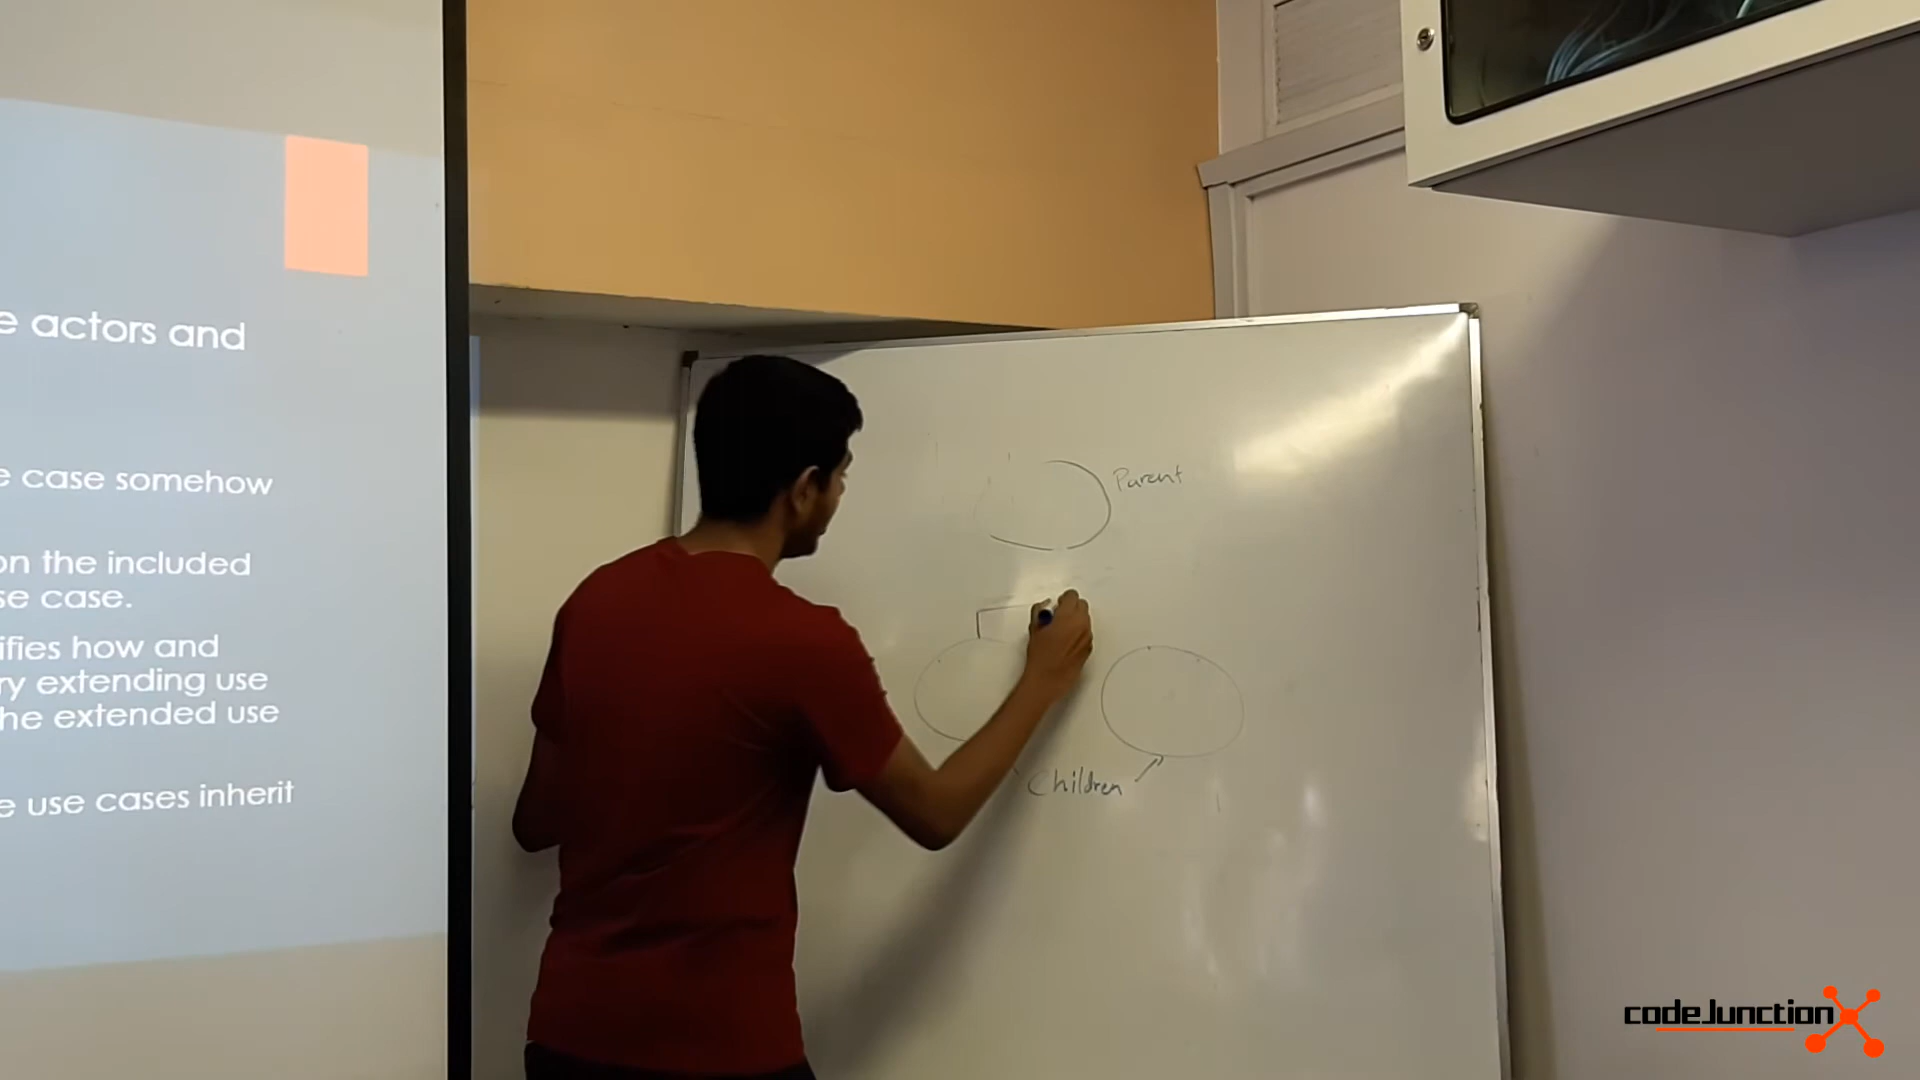 e actors and
e case somehow
on the included
se case.
ifies how and
ry extending use
he extended use
e use cases inherit
Parent
Children
codeJunction